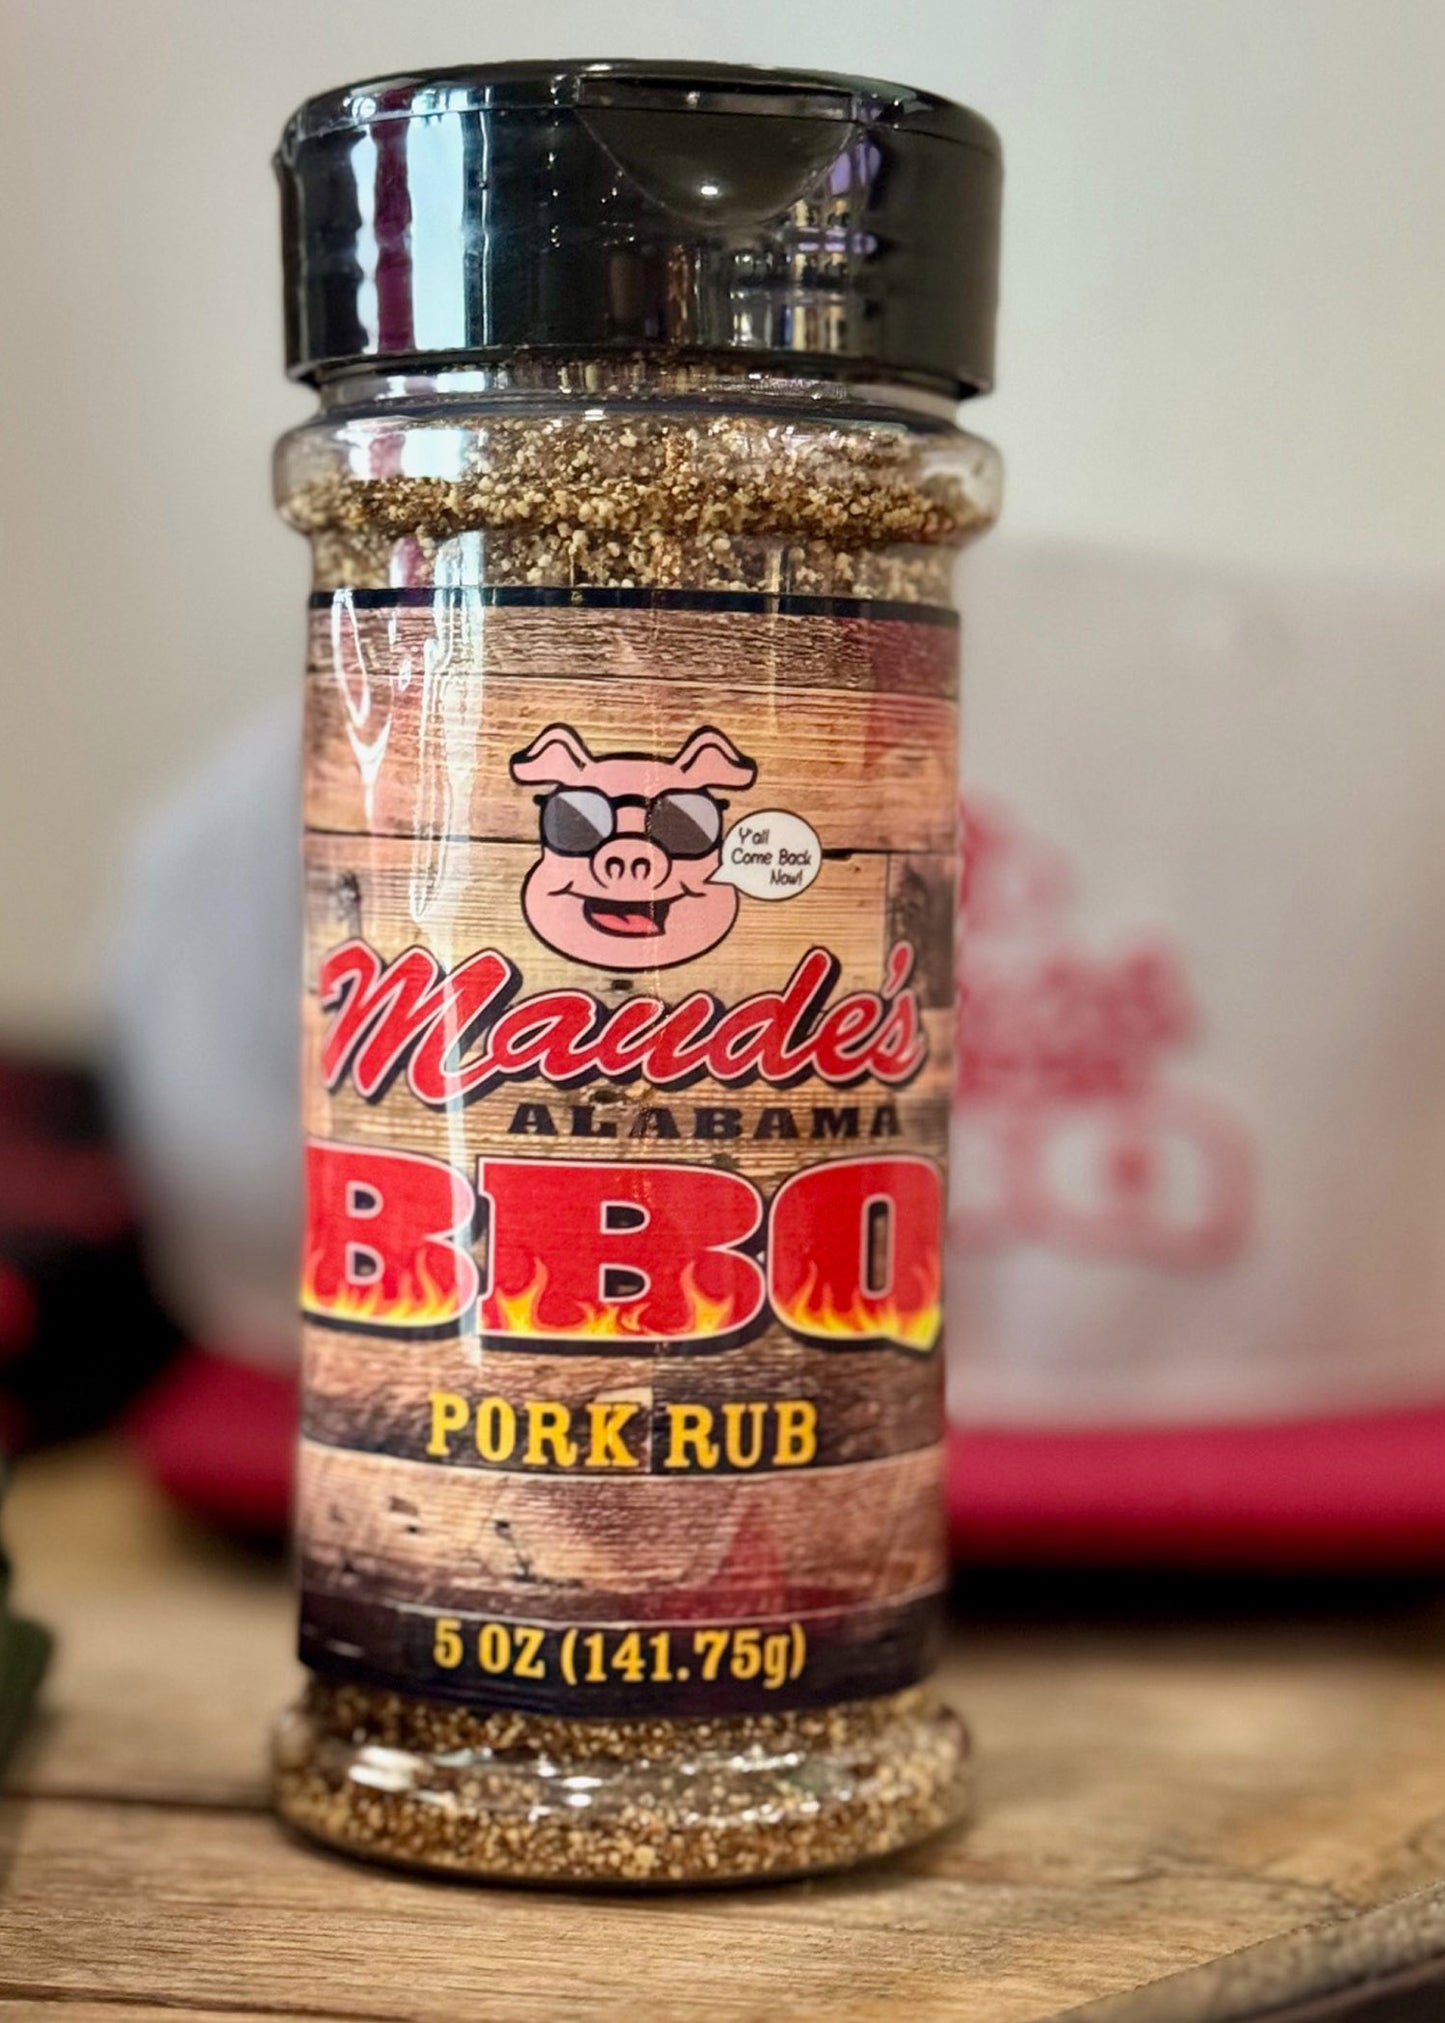 Y'all
Come Back
Now!
Maude's
ALABAMA
BBQ
PORK RUB
5 OZ (141.75g)